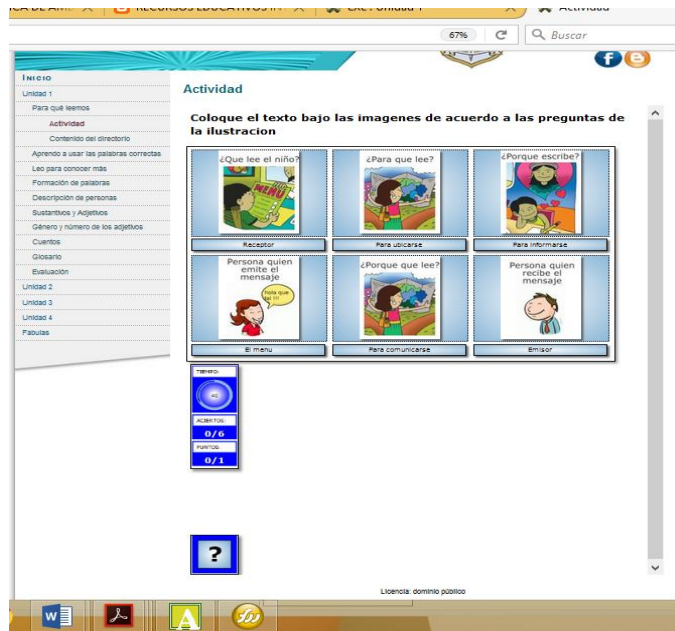 67%
Buscar
INICIO
Unidad 1
Para qué leemos
Actividad
Contenido del directorio
Aprendo a usar las palabras correctas
Leo para conocer más
Formación de palabras
Descripción de personas
Sustantivos y Adjetivos
Género y número de los adjetivos
Cuentos
Glosario
Evaluación
Unidad 2
Unidad 3
Unidad 4
Fabulas
Actividad
Coloque el texto bajo las imagenes de acuerdo a las preguntas de
la ilustracion
¿Que lee el niño?
MENU
¿Para que lee?
¿Porque escribe?
Receptor
Para ubicarse
Para informarse
Persona quien
emite el
mensaje
hola que
tal !!!
¿Porque que lee?
Persona quien
recibe el
mensaje
El menu
Para comunicarse
Emisor
TIEMPO:
ACIERTOS:
0/6
PUNTOS:
0/1
?
Licencia: dominio público